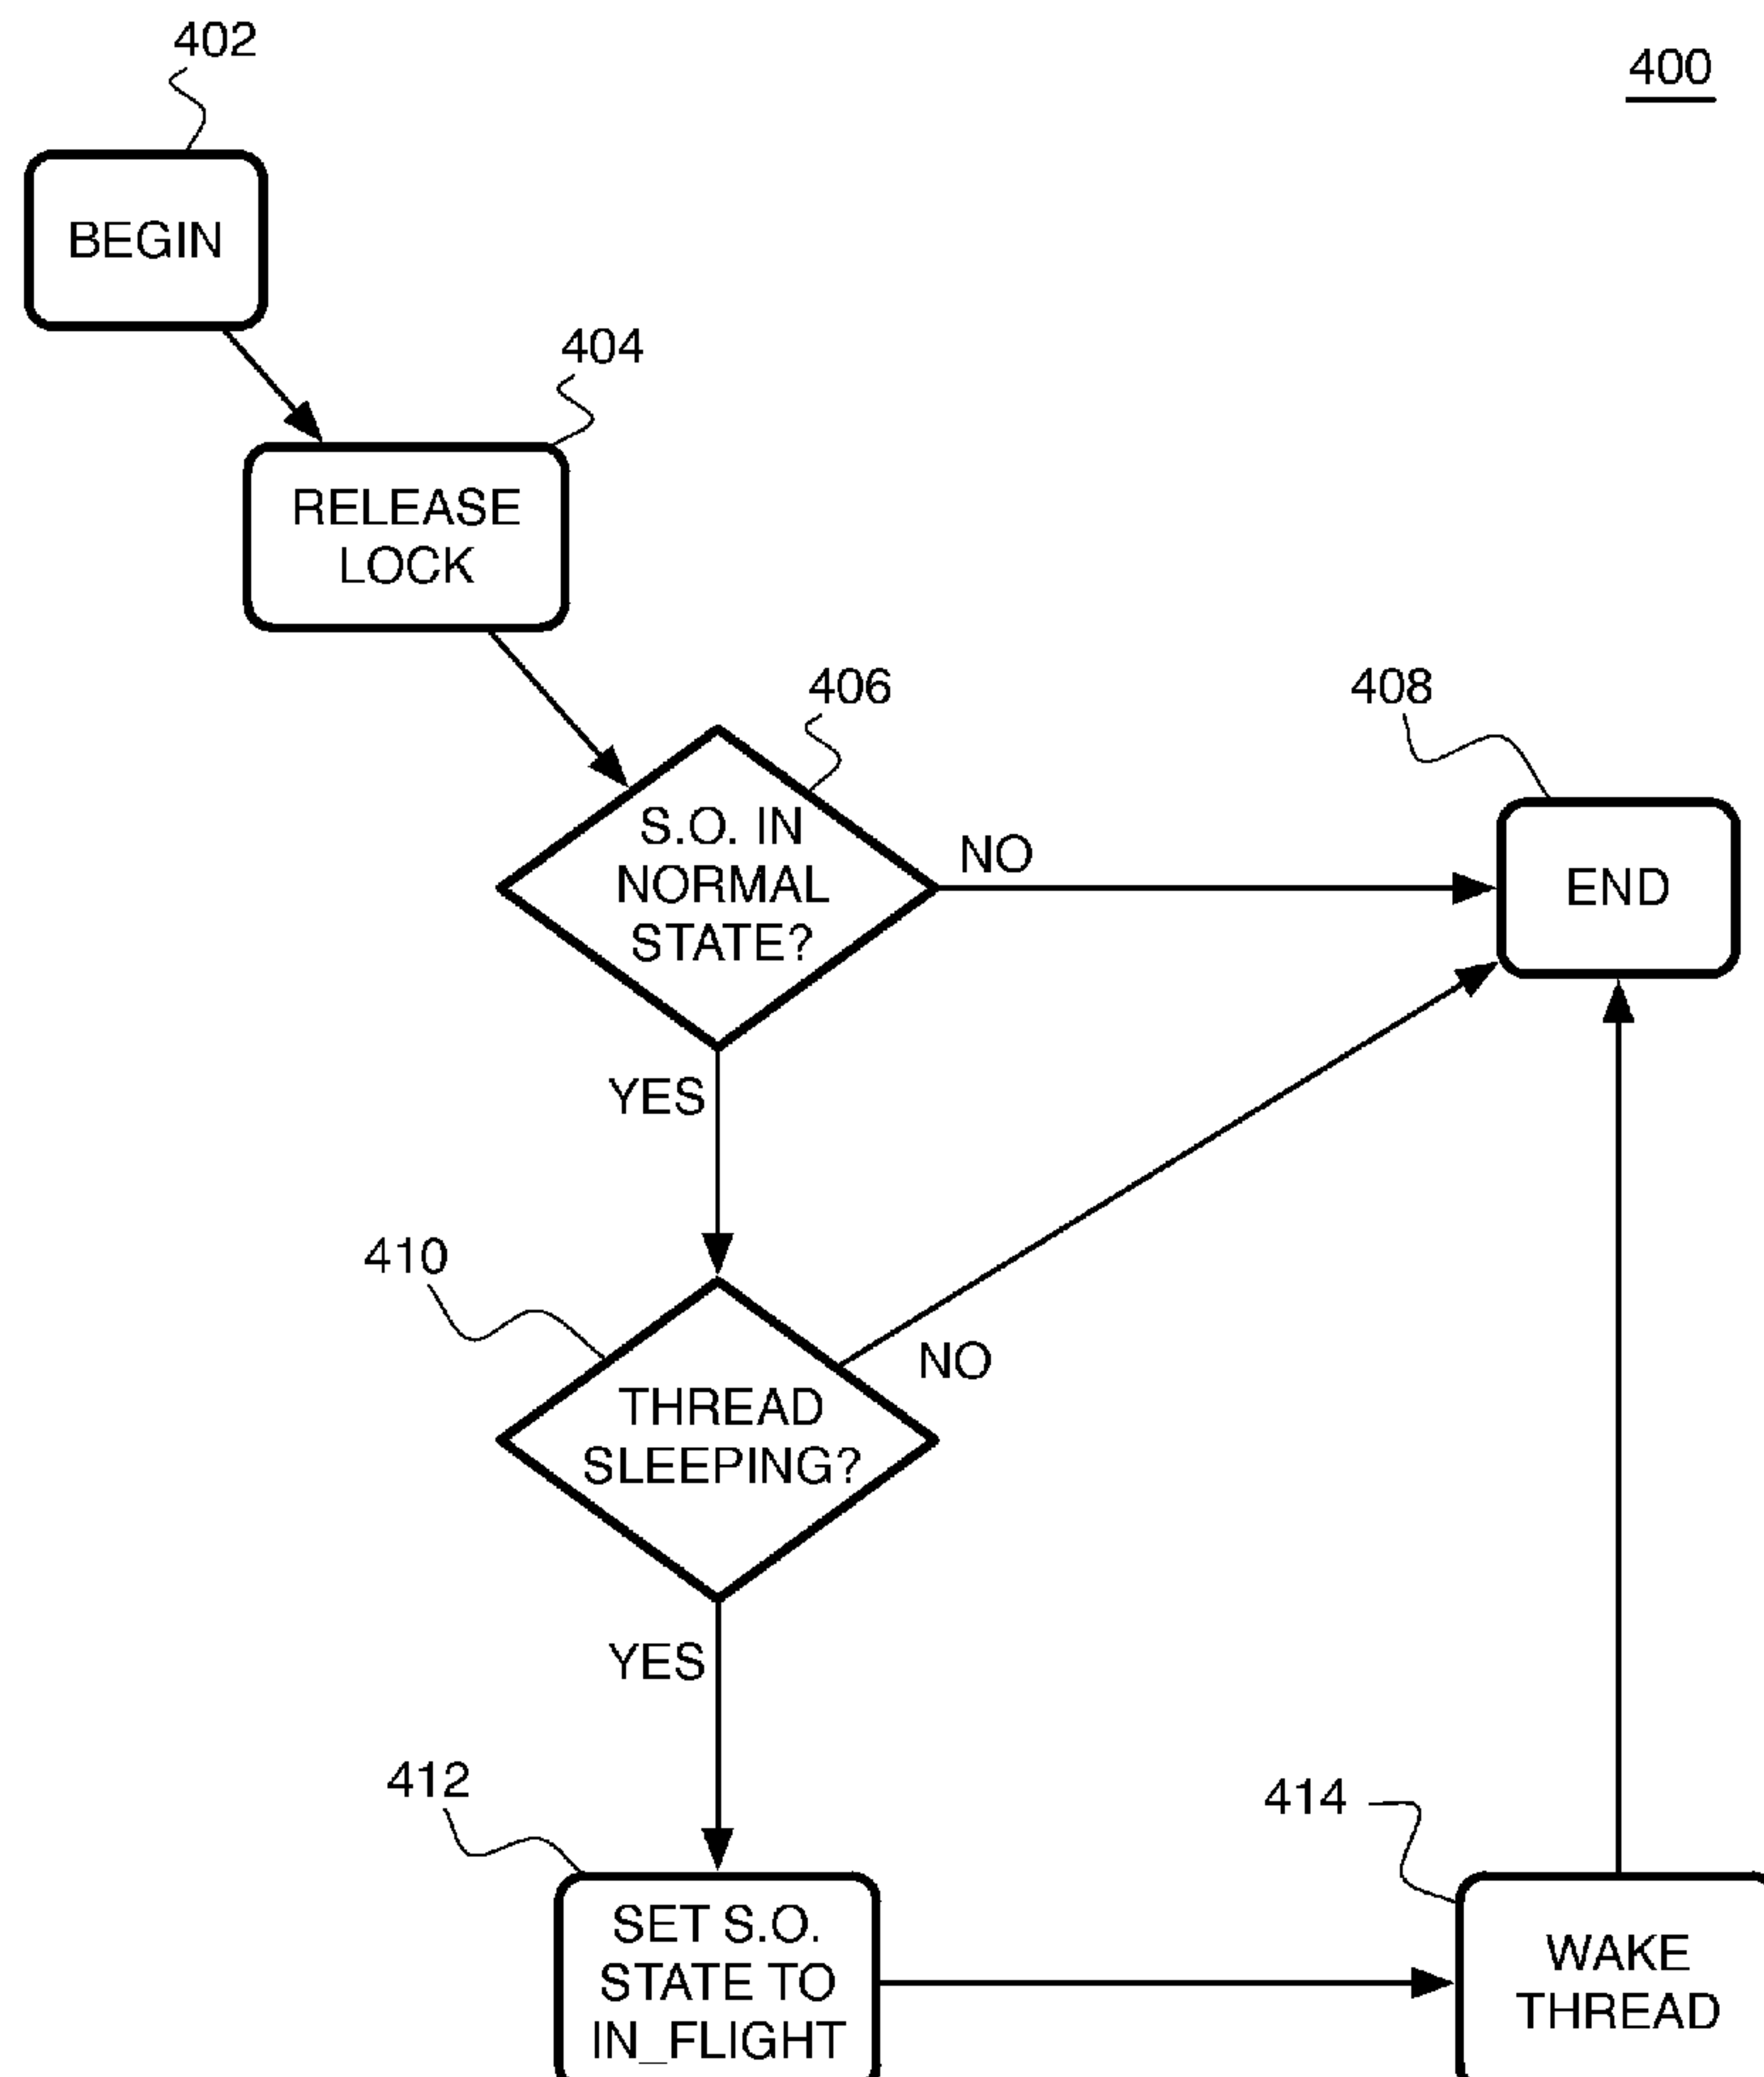 402
400
BEGIN
404
RELEASE
LOCK
406
408
S.O. IN
NORMAL
STATE?
NO
END
YES
410
NO
THREAD
SLEEPING?
YES
412
414
SET S.O.
STATE TO
IN_FLIGHT
WAKE
THREAD